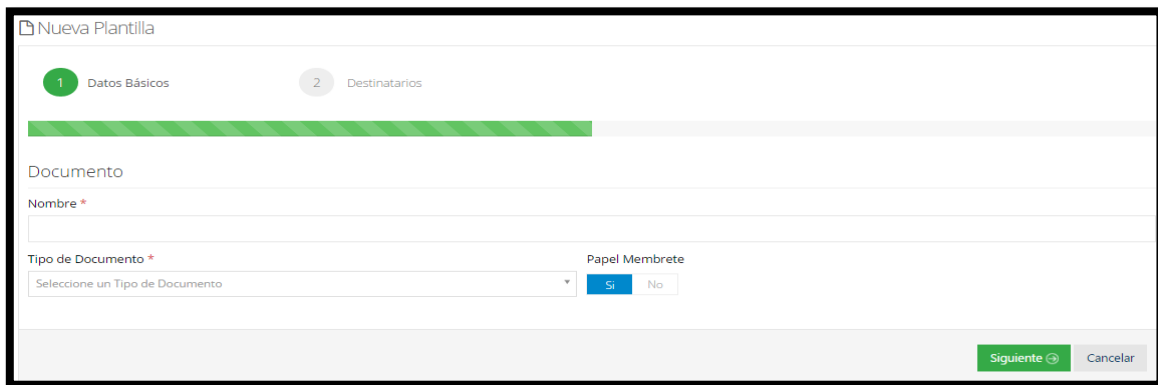 Nueva Plantilla
1 Datos Básicos 2 Destinatarios
Documento
Nombre *
Tipo de Documento * Papel Membrete
Seleccione un Tipo de Documento Si No
Siguiente Cancelar